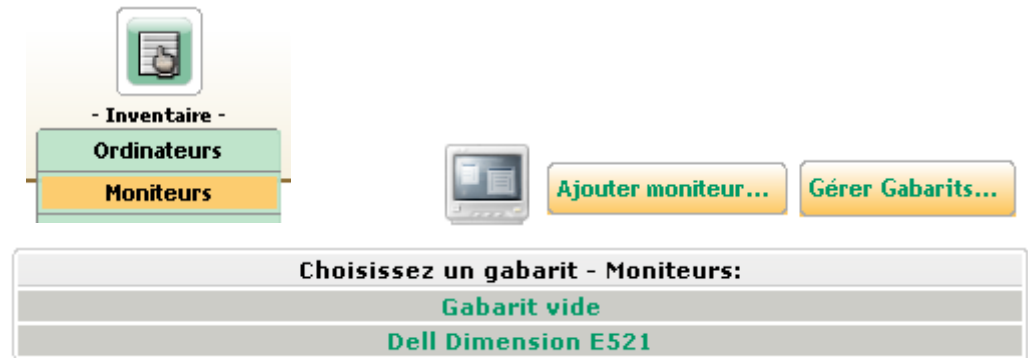 - Inventaire -
Ordinateurs
Moniteurs
Ajouter moniteur...
Gérer Gabarits...
Choisissez un gabarit - Moniteurs:
Gabarit vide
Dell Dimension E521